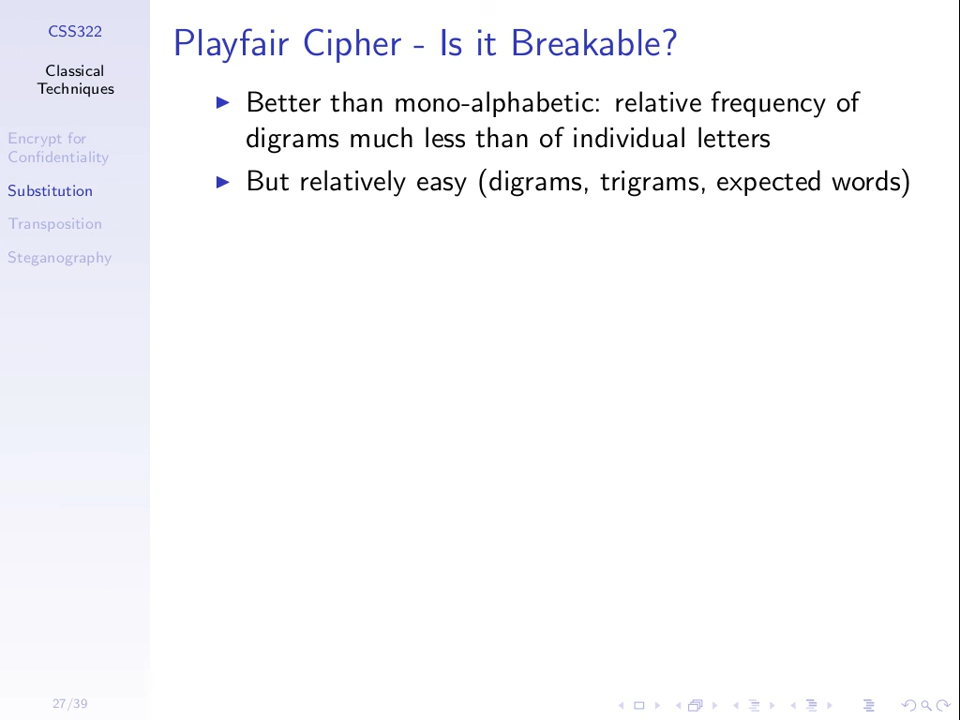 CSS322
Classical
Techniques
Encrypt for
Confidentiality
Substitution
Transposition
Steganography
27/39
Playfair Cipher - Is it Breakable?
Better than mono-alphabetic: relative frequency of
digrams much less than of individual letters
But relatively easy (digrams, trigrams, expected words)